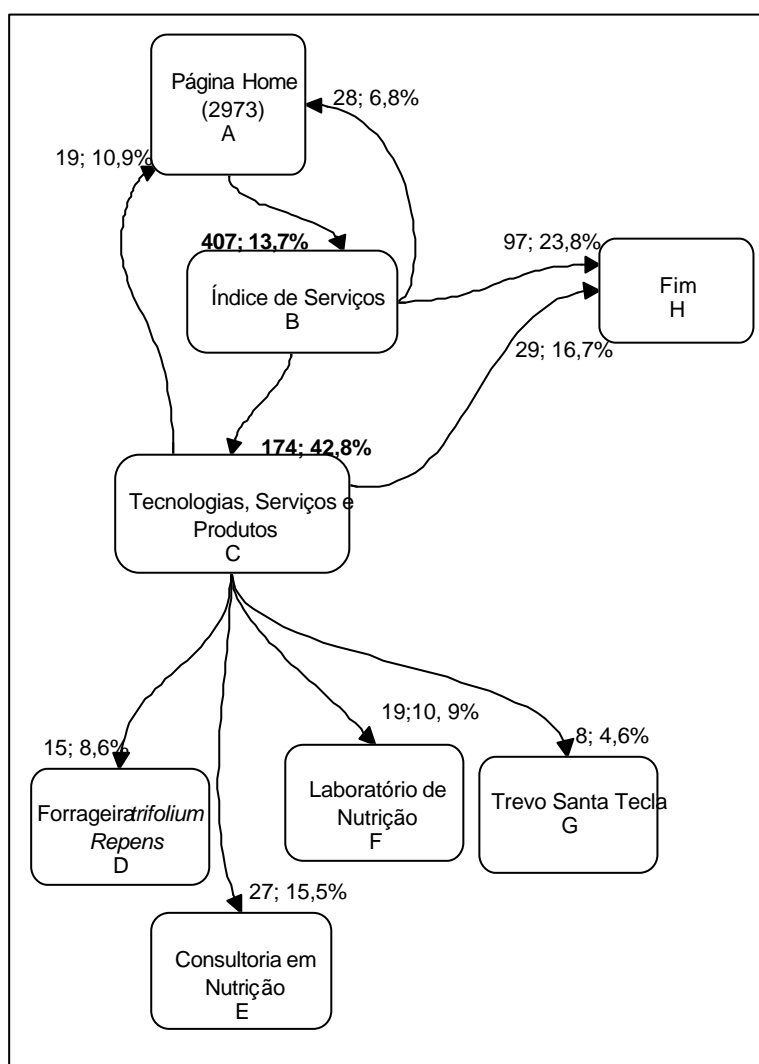 Página Home
(2973)
A
28; 6,8%
19; 10,9%
407; 13,7%
97; 23,8%
Índice de Serviços
B
Fim
H
29; 16,7%
174; 42,8%
Tecnologias, Serviços e
Produtos
C
19;10, 9%
15; 8,6%
8; 4,6%
Forrageiratrifolium
Repens
D
Laboratório de
Nutrição
F
Trevo Santa Tecla
G
27; 15,5%
Consultoria em
Nutrição
E